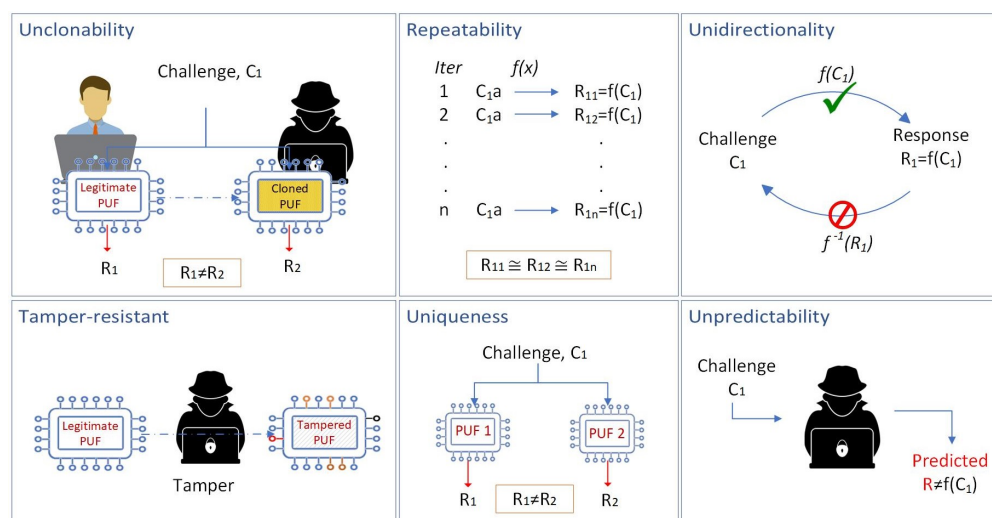 Unclonability
Challenge, C₁
Legitimate
PUF
Cloned
PUF
R₁
R₁≠R₂
R₂
Repeatability
Iter f(x)
1 C₁a R₁₁=f(C₁)
2 C₁a R₁₂=f(C₁)
. . .
. . .
. . .
n C₁a R₁ₙ=f(C₁)
R₁₁ ≅ R₁₂ ≅ R₁ₙ
Unidirectionality
f(C₁)
Challenge
C₁
Response
R₁=f(C₁)
f⁻¹(R₁)
Tamper-resistant
Legitimate
PUF
Tampered
PUF
Tamper
Uniqueness
Challenge, C₁
PUF 1
PUF 2
R₁
R₁≠R₂
R₂
Unpredictability
Challenge
C₁
Predicted
R≠f(C₁)